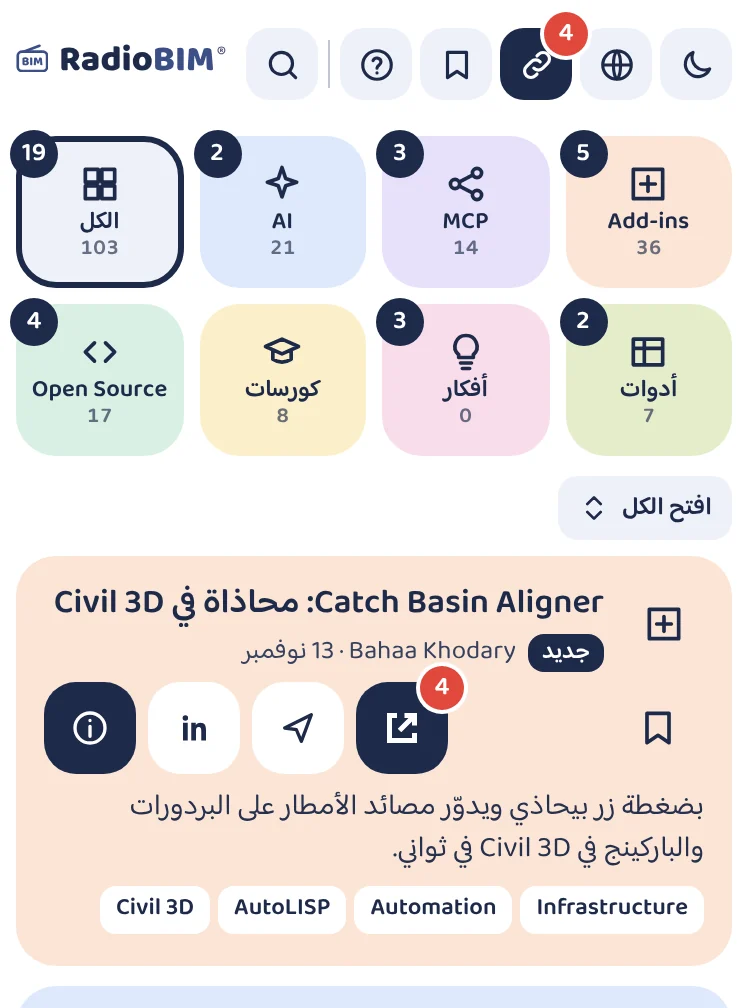 BIM RadioBIM®
4
19
الكل
103
2
AI
21
3
MCP
14
5
Add-ins
36
4
Open Source
17
كورسات
8
3
أفكار
0
2
أدوات
7
افتح الكل
Catch Basin Aligner: محاذاة في Civil 3D
جديد Bahaa Khodary · 13 نوفمبر
4
in
بضغطة زر بيحاذي ويدوّر مصائد الأمطار على البردورات
والباركينج في Civil 3D في ثواني.
Infrastructure
Automation
AutoLISP
Civil 3D